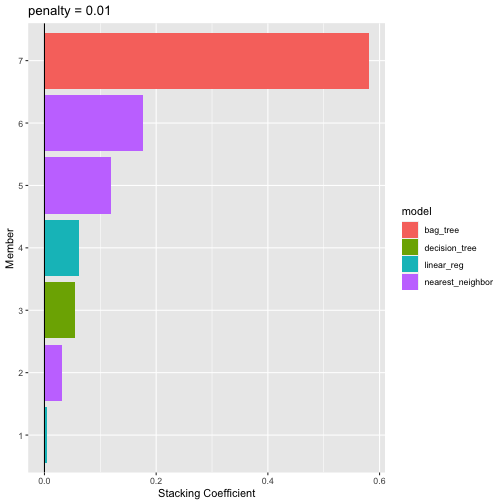 penalty = 0.01
7
6
5
4
3
2
1
Member
0.0
0.2
0.4
0.6
Stacking Coefficient
model
bag_tree
decision_tree
linear_reg
nearest_neighbor